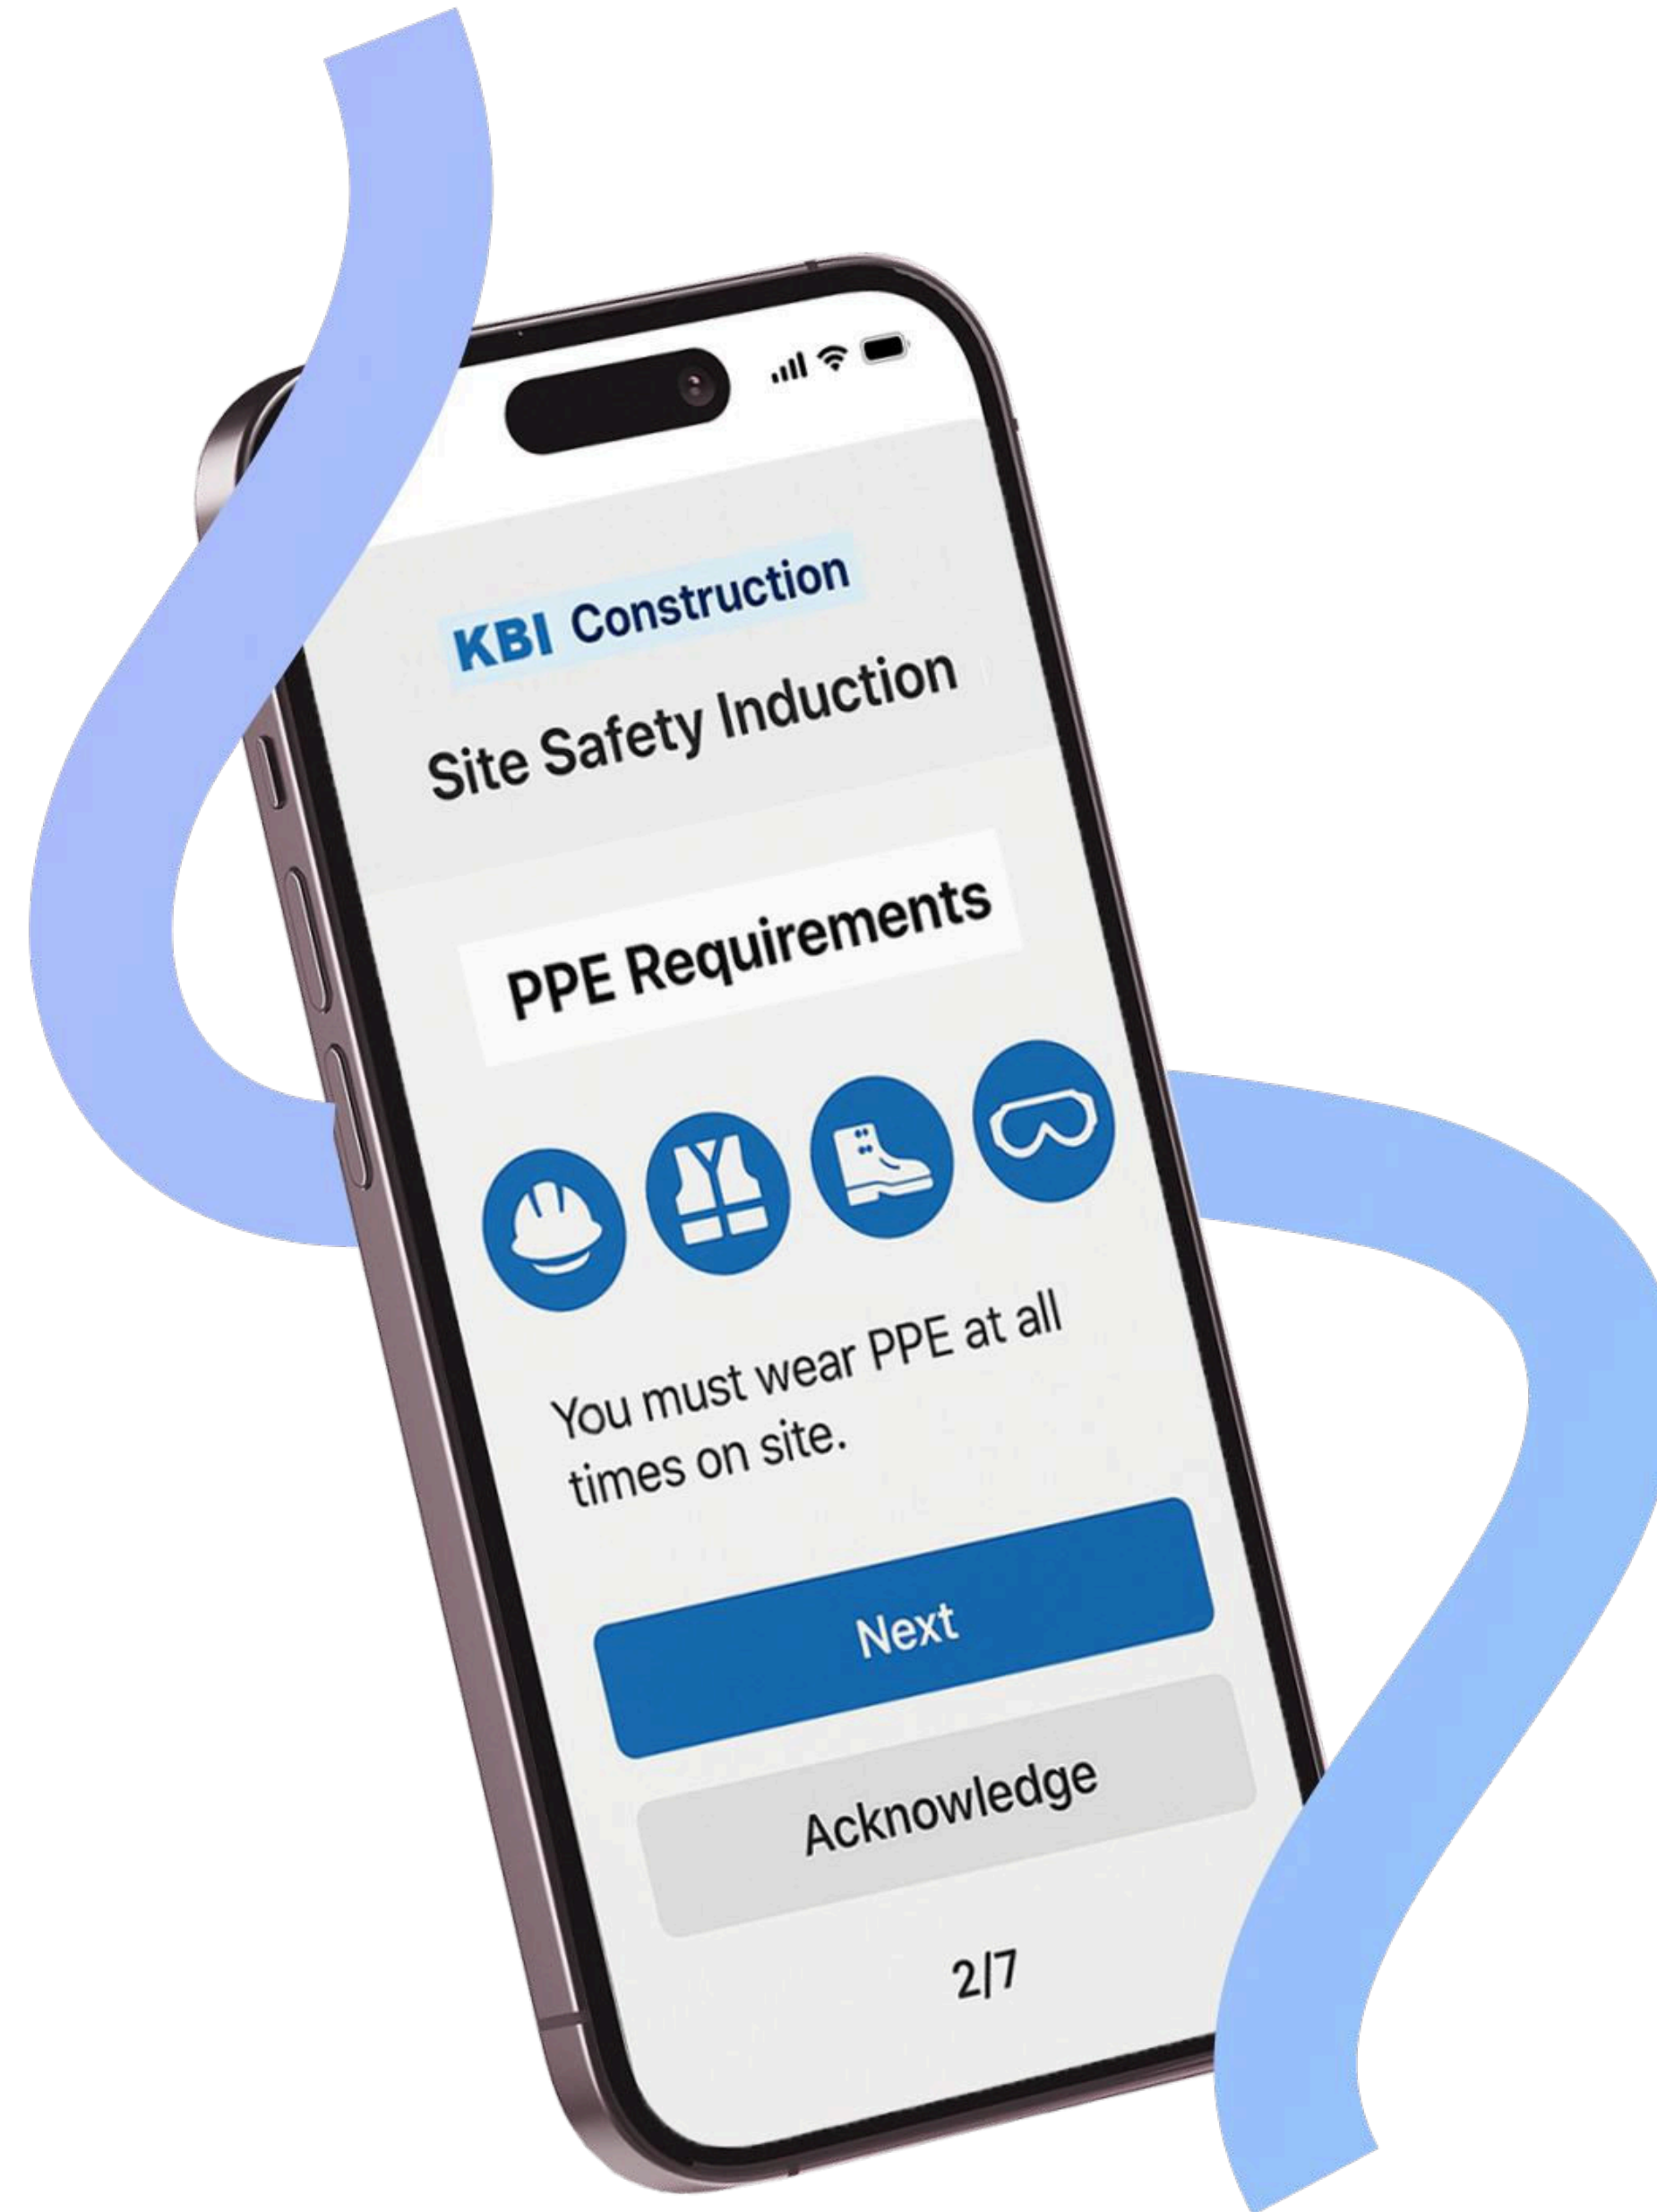 KBI Construction
Site Safety Induction
PPE Requirements
You must wear PPE at all
times on site.
Next
Acknowledge
2/7